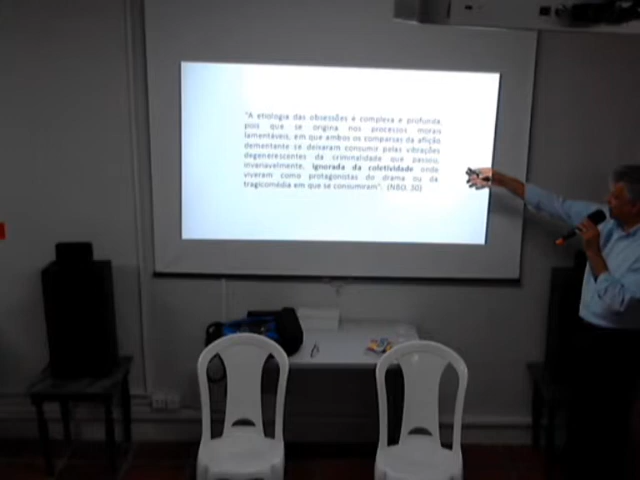 "A etiologia das obsessões é complexa e profunda,
pois que se origina nos processos morais
lamentáveis, em que ambos os comparsas da aflição
dementante se deixaram consumir pelas vibrações
degenerescentes da criminalidade que passou,
invariavelmente, ignorada da coletividade onde
viveram como protagonistas do drama ou da
tragicomédia em que se consumiram". (NBO. 30)